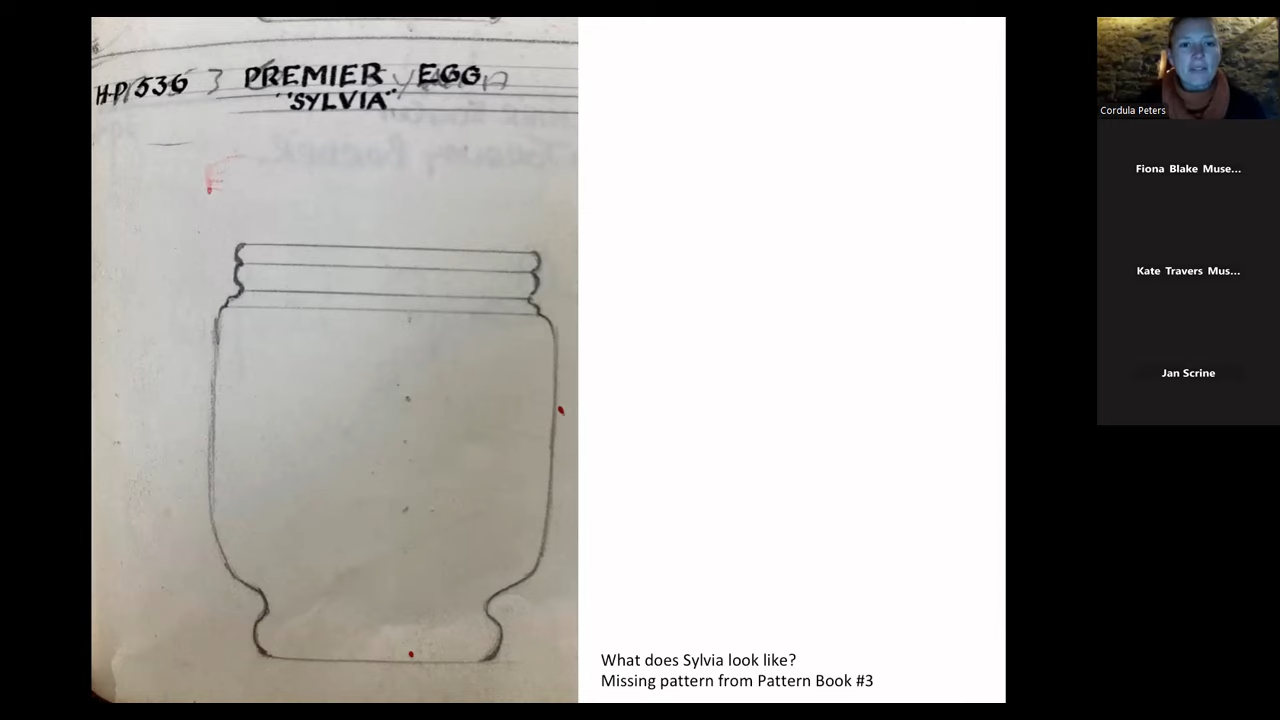 H-P 536 3 PREMIER EGG
"SYLVIA"
What does Sylvia look like?
Missing pattern from Pattern Book #3
Cordula Peters
Fiona Blake Muse...
Kate Travers Mus...
Jan Scrine